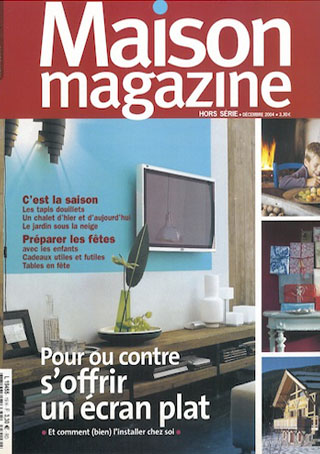 Maison
magazine
HORS SÉRIE • DÉCEMBRE 2004 • 3,30 €
C'est la saison
Les tapis douillets
Un chalet d'hier et d'aujourd'hui
Le jardin sous la neige
Préparer les fêtes
avec les enfants
Cadeaux utiles et futiles
Tables en fête
Pour ou contre
s'offrir
un écran plat
• Et comment (bien) l'installer chez soi •